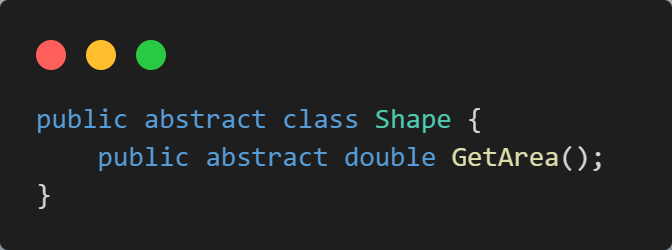 public abstract class Shape {
    public abstract double GetArea();
}